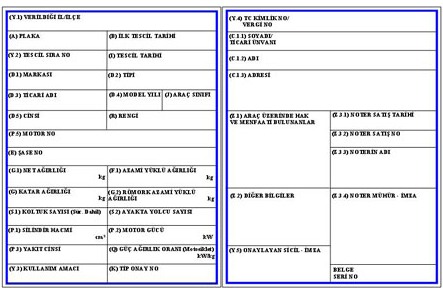 (Y.1) VERİLDİĞİ İL/İLÇE
(A) PLAKA
(B) İLK TESCİL TARİHİ
(Y.2) TESCİL SIRA NO
(I) TESCİL TARİHİ
(D.1) MARKASI
(D.2) TİPİ
(D.3) TİCARİ ADI
(D.4) MODEL YILI
(J) ARAÇ SINIFI
(D.5) CİNSİ
(R) RENGİ
(P.5) MOTOR NO
(E) ŞASE NO
(G.1) NET AĞIRLIĞI
kg
(F.1) AZAMİ YÜKLÜ AĞIRLIĞI
kg
(G) KATAR AĞIRLIĞI
kg
(G.2) RÖMORK AZAMİ YÜKLÜ
AĞIRLIĞI
kg
(S.1) KOLTUK SAYISI (Sür. Dahil)
(S.2) AYAKTA YOLCU SAYISI
(P.1) SİLİNDİR HACMİ
cm³
(P.2) MOTOR GÜCÜ
kW
(P.3) YAKIT CİNSİ
(Q) GÜÇ AĞIRLIK ORANI (Motosiklet)
kW/kg
(Y.3) KULLANIM AMACI
(K) TİP ONAY NO
(Y.4) TC KİMLİK NO/
VERGİ NO
(C.1.1) SOYADI/
TİCARİ ÜNVANI
(C.1.2) ADI
(C.1.3) ADRESİ
(Z.1) ARAÇ ÜZERİNDE HAK
VE MENFAATİ BULUNANLAR
(Z.3.1) NOTER SATIŞ TARİHİ
(Z.3.2) NOTER SATIŞ NO
(Z.3.3) NOTERİN ADI
(Z.2) DİĞER BİLGİLER
(Z.3.4) NOTER MÜHÜR - İMZA
(Y.5) ONAYLAYAN SİCİL - İMZA
BELGE
SERİ NO